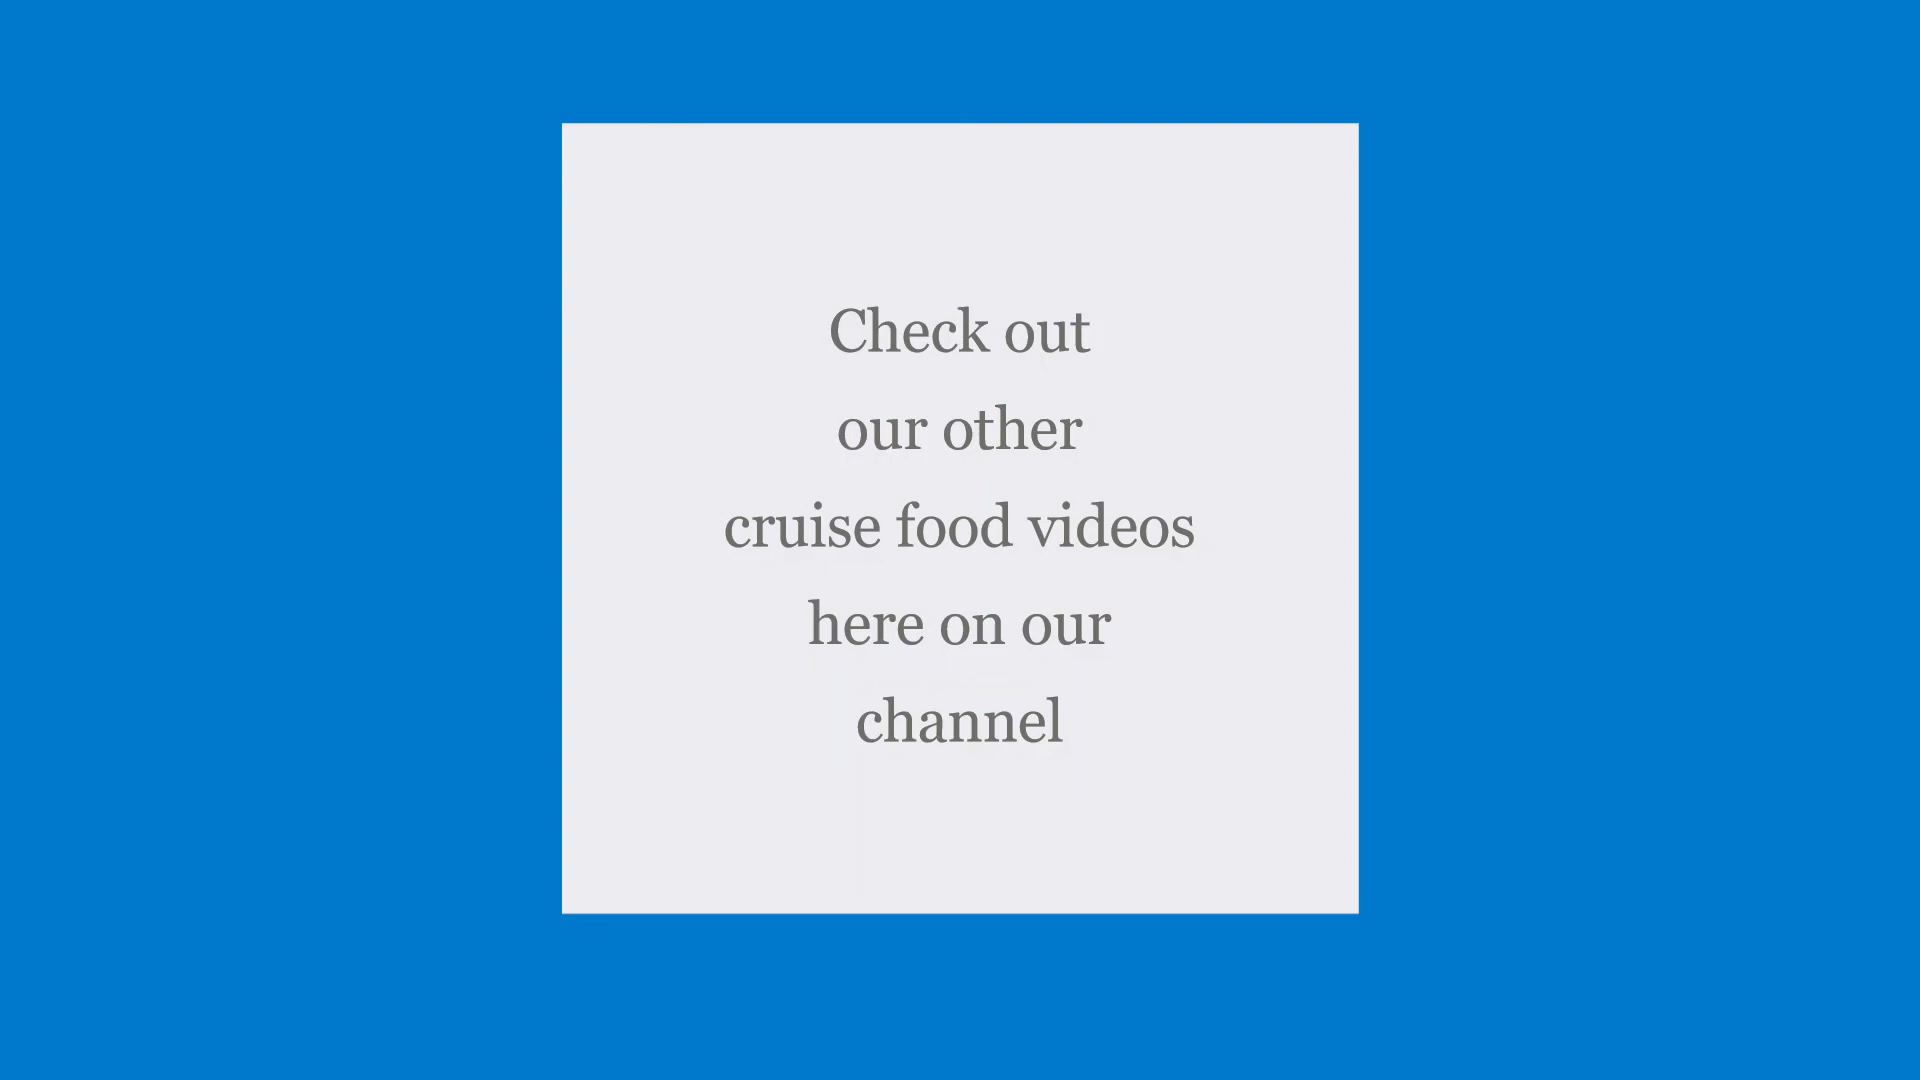 Check out
our other
cruise food videos
here on our
channel